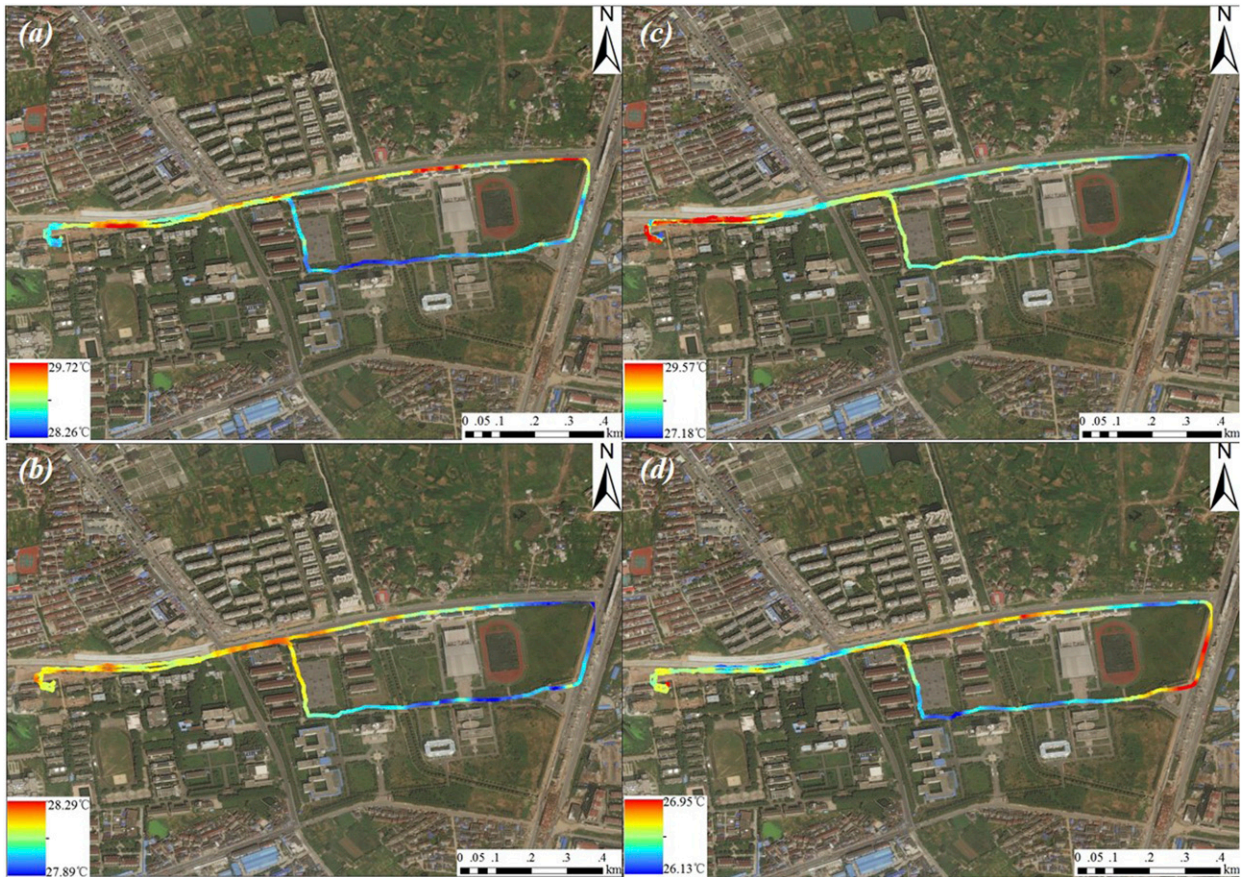 (a)
N
29.72℃
28.26℃
0 .05 .1 .2 .3 .4
km
(c)
N
29.57℃
27.18℃
0 .05 .1 .2 .3 .4
km
(b)
N
28.29℃
27.89℃
0 .05 .1 .2 .3 .4
km
(d)
N
26.95℃
26.13℃
0 .05 .1 .2 .3 .4
km